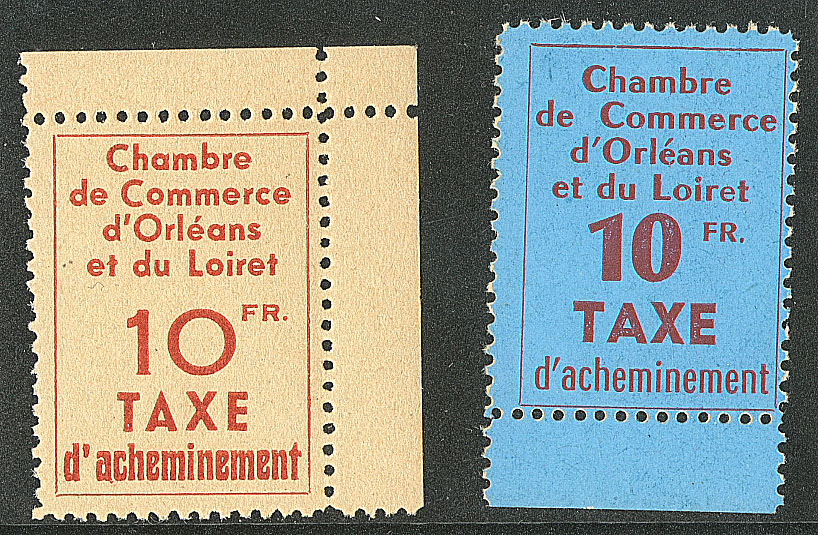 Chambre
de Commerce
d'Orléans
et du Loiret
10 FR.
TAXE
d'acheminement
Chambre
de Commerce
d'Orléans
et du Loiret
10 FR.
TAXE
d'acheminement